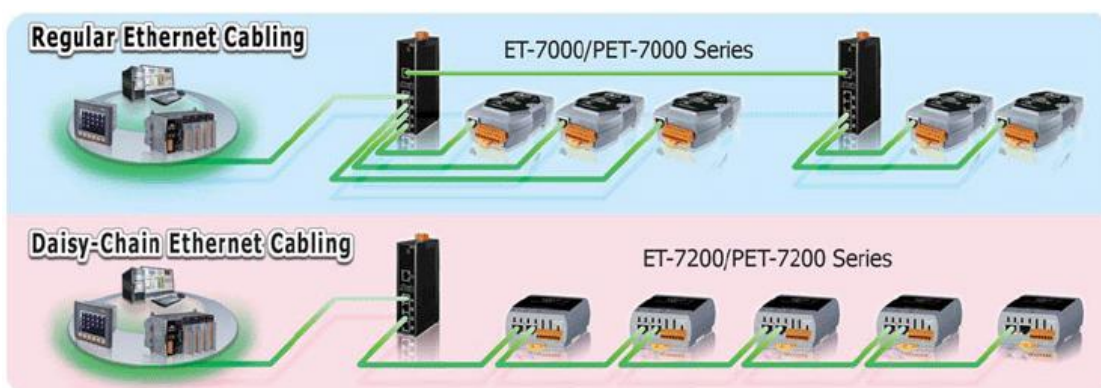 Regular Ethernet Cabling
ET-7000/PET-7000 Series
Daisy-Chain Ethernet Cabling
ET-7200/PET-7200 Series